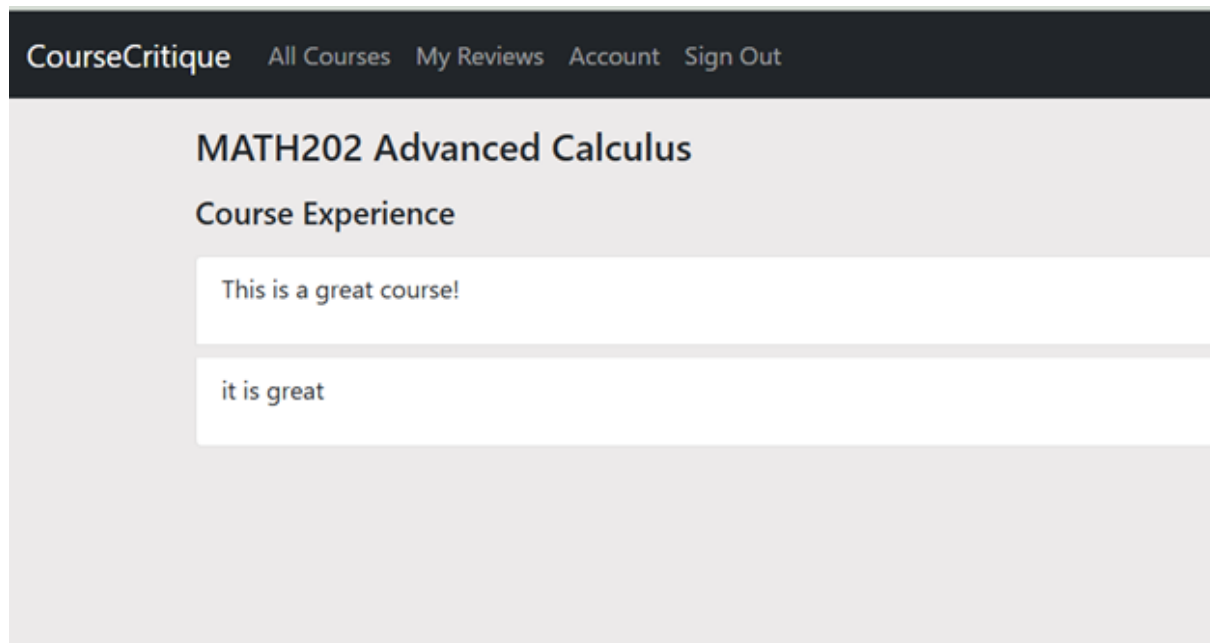 CourseCritique All Courses My Reviews Account Sign Out
MATH202 Advanced Calculus
Course Experience
This is a great course!
it is great